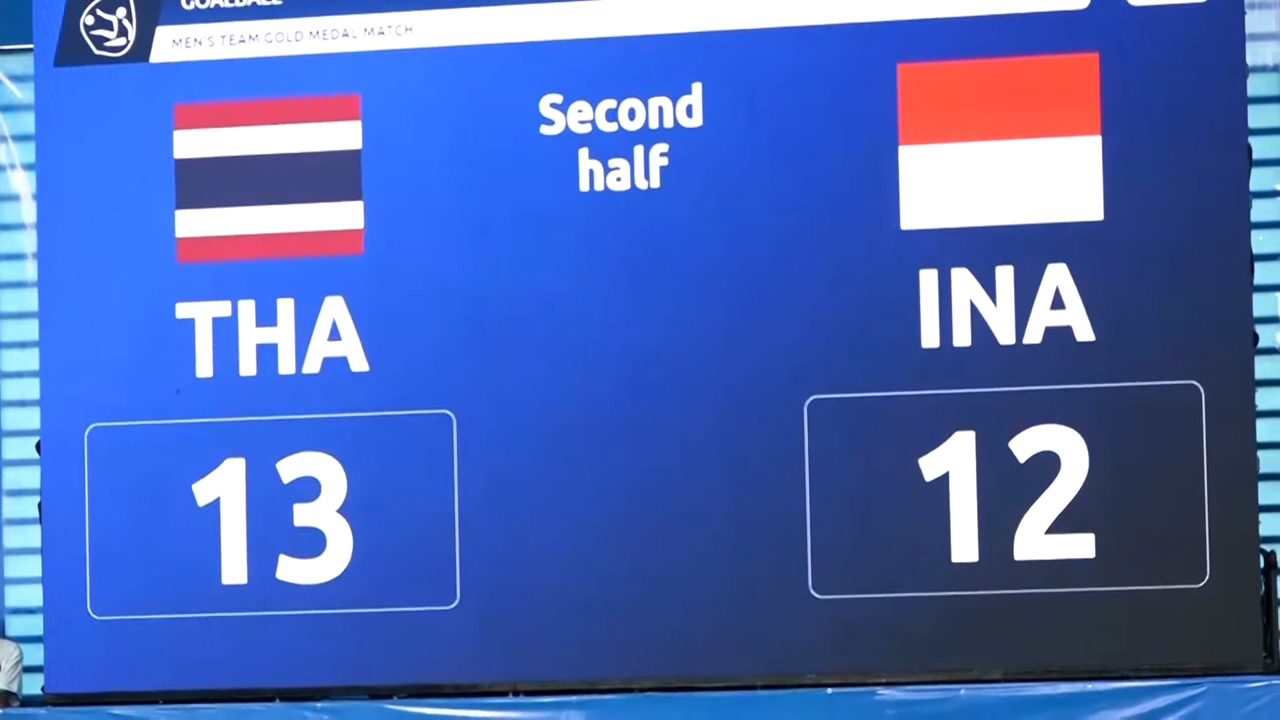 GOALBALL
MEN'S TEAM GOLD MEDAL MATCH
Second
half
THA
INA
13
12